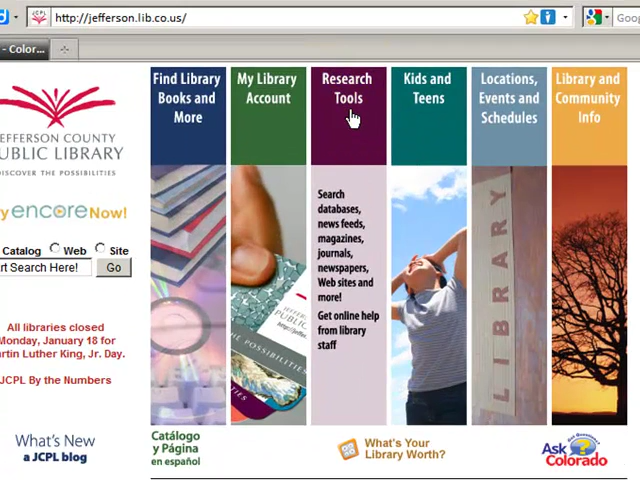 http://jefferson.lib.co.us/
- Color...
Goo
Find Library
Books and
More
My Library
Account
Research
Tools
Kids and
Teens
Locations,
Events and
Schedules
Library and
Community
Info
JEFFERSON COUNTY
PUBLIC LIBRARY
DISCOVER THE POSSIBILITIES
y encore Now!
Catalog Web Site
rt Search Here! Go
All libraries closed
Monday, January 18 for
artin Luther King, Jr. Day.
JCPL By the Numbers
Search
databases,
news feeds,
magazines,
journals,
newspapers,
Web sites and
more!
Get online help
from library
staff
LIBRARY
What's New
a JCPL blog
Catálogo
y Página
en español
What's Your
Library Worth?
Ask
Colorado